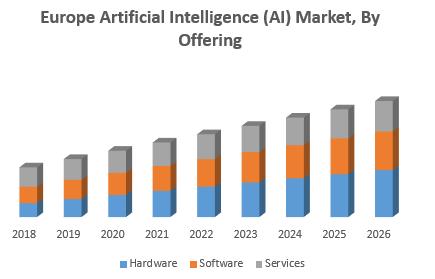 Europe Artificial Intelligence (AI) Market, By
Offering
2018 2019 2020 2021 2022 2023 2024 2025 2026
Hardware Software Services